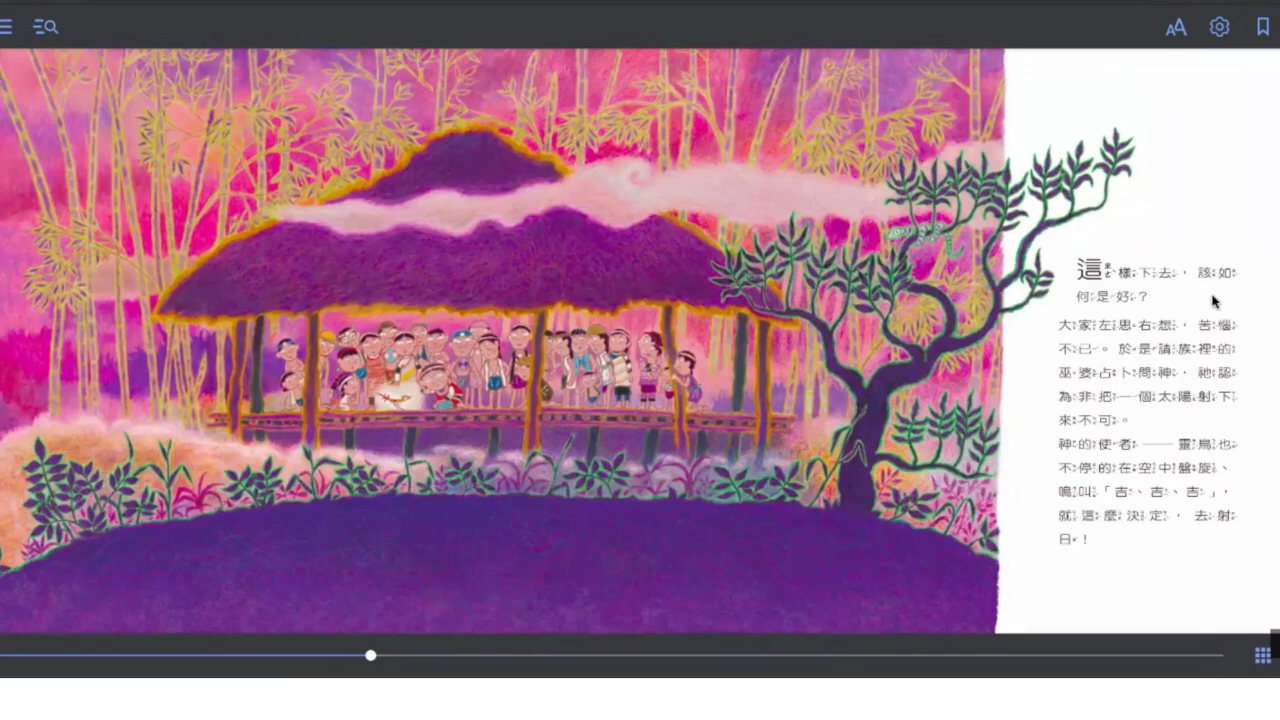 這樣下去，該如
何是好？
大家左思右想，苦惱
不已。於是請族裡的
巫婆占卜問神，祂認
為非把一個太陽射下
來不可。
神的使者——靈鳥也
不停的在空中盤旋、
鳴叫「吉、吉、吉」，
就這麼決定，去射
日！